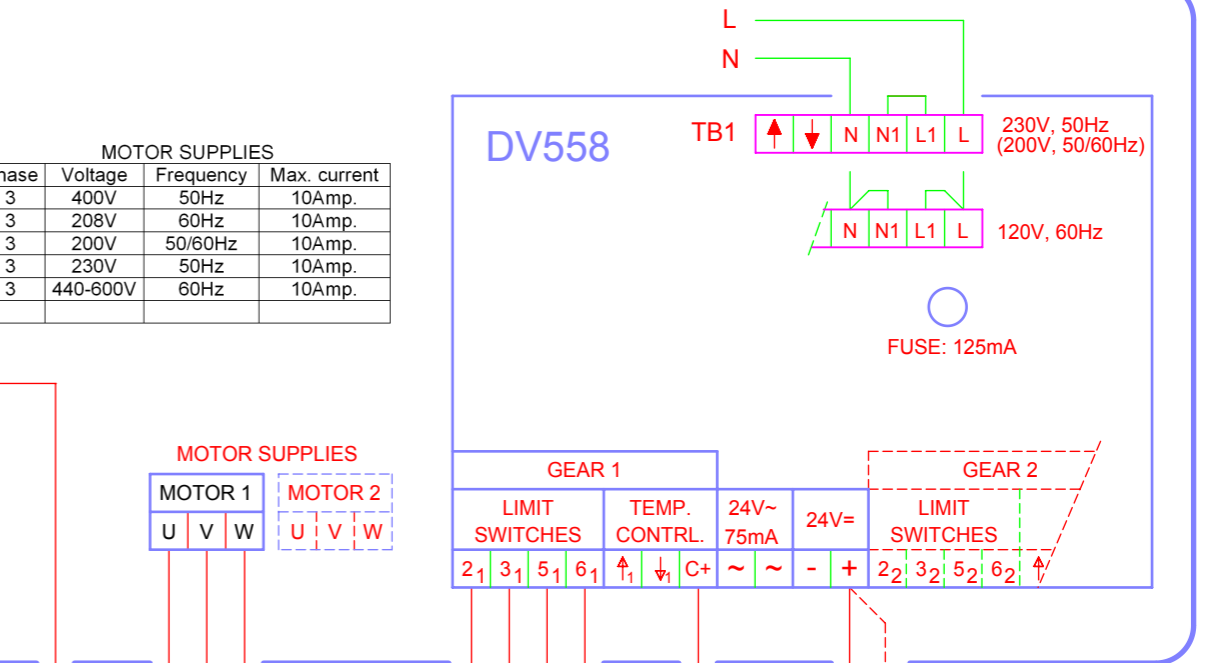 L
N
DV558
TB1
N N1 L1 L
230V, 50Hz
(200V, 50/60Hz)
N N1 L1 L
120V, 60Hz
FUSE: 125mA
MOTOR SUPPLIES
hase Voltage Frequency Max. current
3 400V 50Hz 10Amp.
3 208V 60Hz 10Amp.
3 200V 50/60Hz 10Amp.
3 230V 50Hz 10Amp.
3 440-600V 60Hz 10Amp.
MOTOR SUPPLIES
MOTOR 1 MOTOR 2
U V W U V W
GEAR 1 GEAR 2
LIMIT
SWITCHES
TEMP.
CONTRL.
24V~
75mA
24V=
LIMIT
SWITCHES
2₁ 3₁ 5₁ 6₁ ↑₁ ↓₁ C+ ~ ~ - + 2₂ 3₂ 5₂ 6₂ ↑